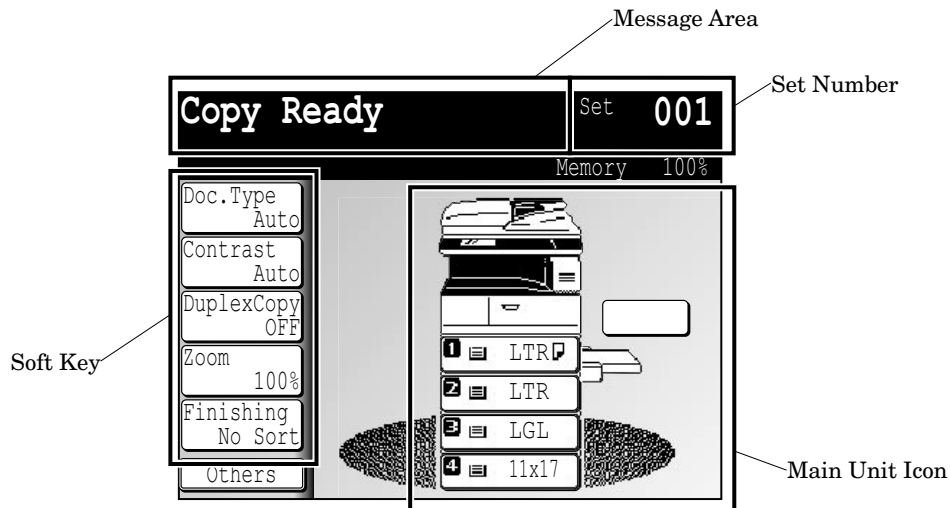 Message Area
Set Number
Copy Ready
Set 001
Memory 100%
Doc.Type
Auto
Contrast
Auto
DuplexCopy
OFF
Zoom
100%
Finishing
No Sort
Others
Soft Key
1 LTR
2 LTR
3 LGL
4 11x17
Main Unit Icon